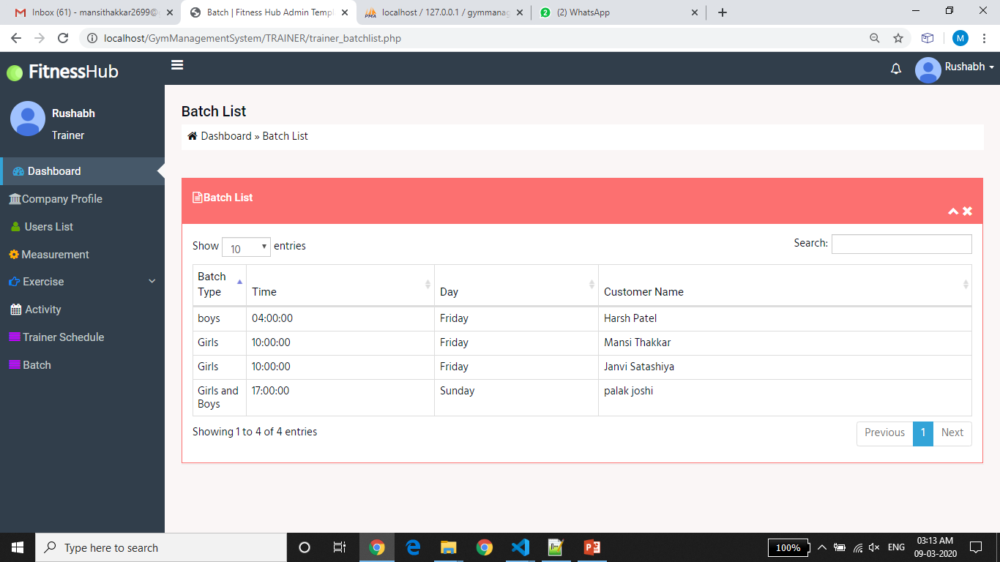 Inbox (61) - mansithakkar2699@
Batch | Fitness Hub Admin Templ
localhost / 127.0.0.1 / gymmanag
(2) WhatsApp
localhost/GymManagementSystem/TRAINER/trainer_batchlist.php
M
FitnessHub
Rushabh
Rushabh
Trainer
Dashboard
Company Profile
Users List
Measurement
Exercise
Activity
Trainer Schedule
Batch
Batch List
Dashboard » Batch List
Batch List
Show 10 entries
Search:
Batch Type Time Day Customer Name
boys 04:00:00 Friday Harsh Patel
Girls 10:00:00 Friday Mansi Thakkar
Girls 10:00:00 Friday Janvi Satashiya
Girls and Boys 17:00:00 Sunday palak joshi
Showing 1 to 4 of 4 entries
Previous 1 Next
Type here to search
100%
ENG
03:13 AM
09-03-2020